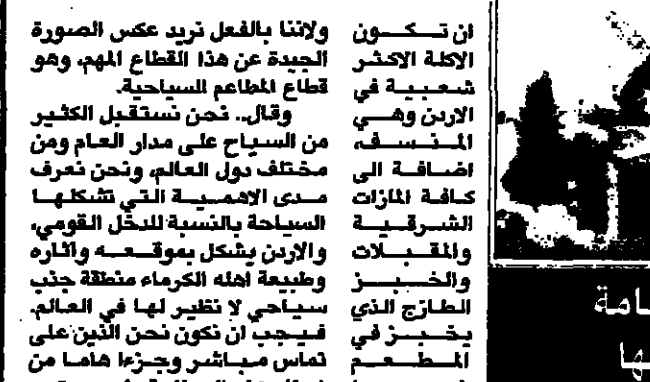 ان تكون
الاكلة الاكثر
شعبية في
الاردن وهي
المنسف،
اضافة الى
كافة المازات
الشرقية
والمقبلات
والخبز
الطازج الذي
يخبز في
المطعم
ولاننا بالفعل نريد عكس الصورة
الجيدة عن هذا القطاع المهم، وهو
قطاع المطاعم السياحية.
وقال.. نحن نستقبل الكثير
من السياح على مدار العام ومن
مختلف دول العالم، ونحن نعرف
مدى الاهمية التي تشكلها
السياحة بالنسبة للدخل القومي،
والاردن يشكل بموقعه واثاره
وطبيعة اهله الكرماء منطقة جذب
سياحي لا نظير لها في العالم.
فيجب ان نكون نحن الذين على
تماس مباشر وجزءا هاما من
امة
ها